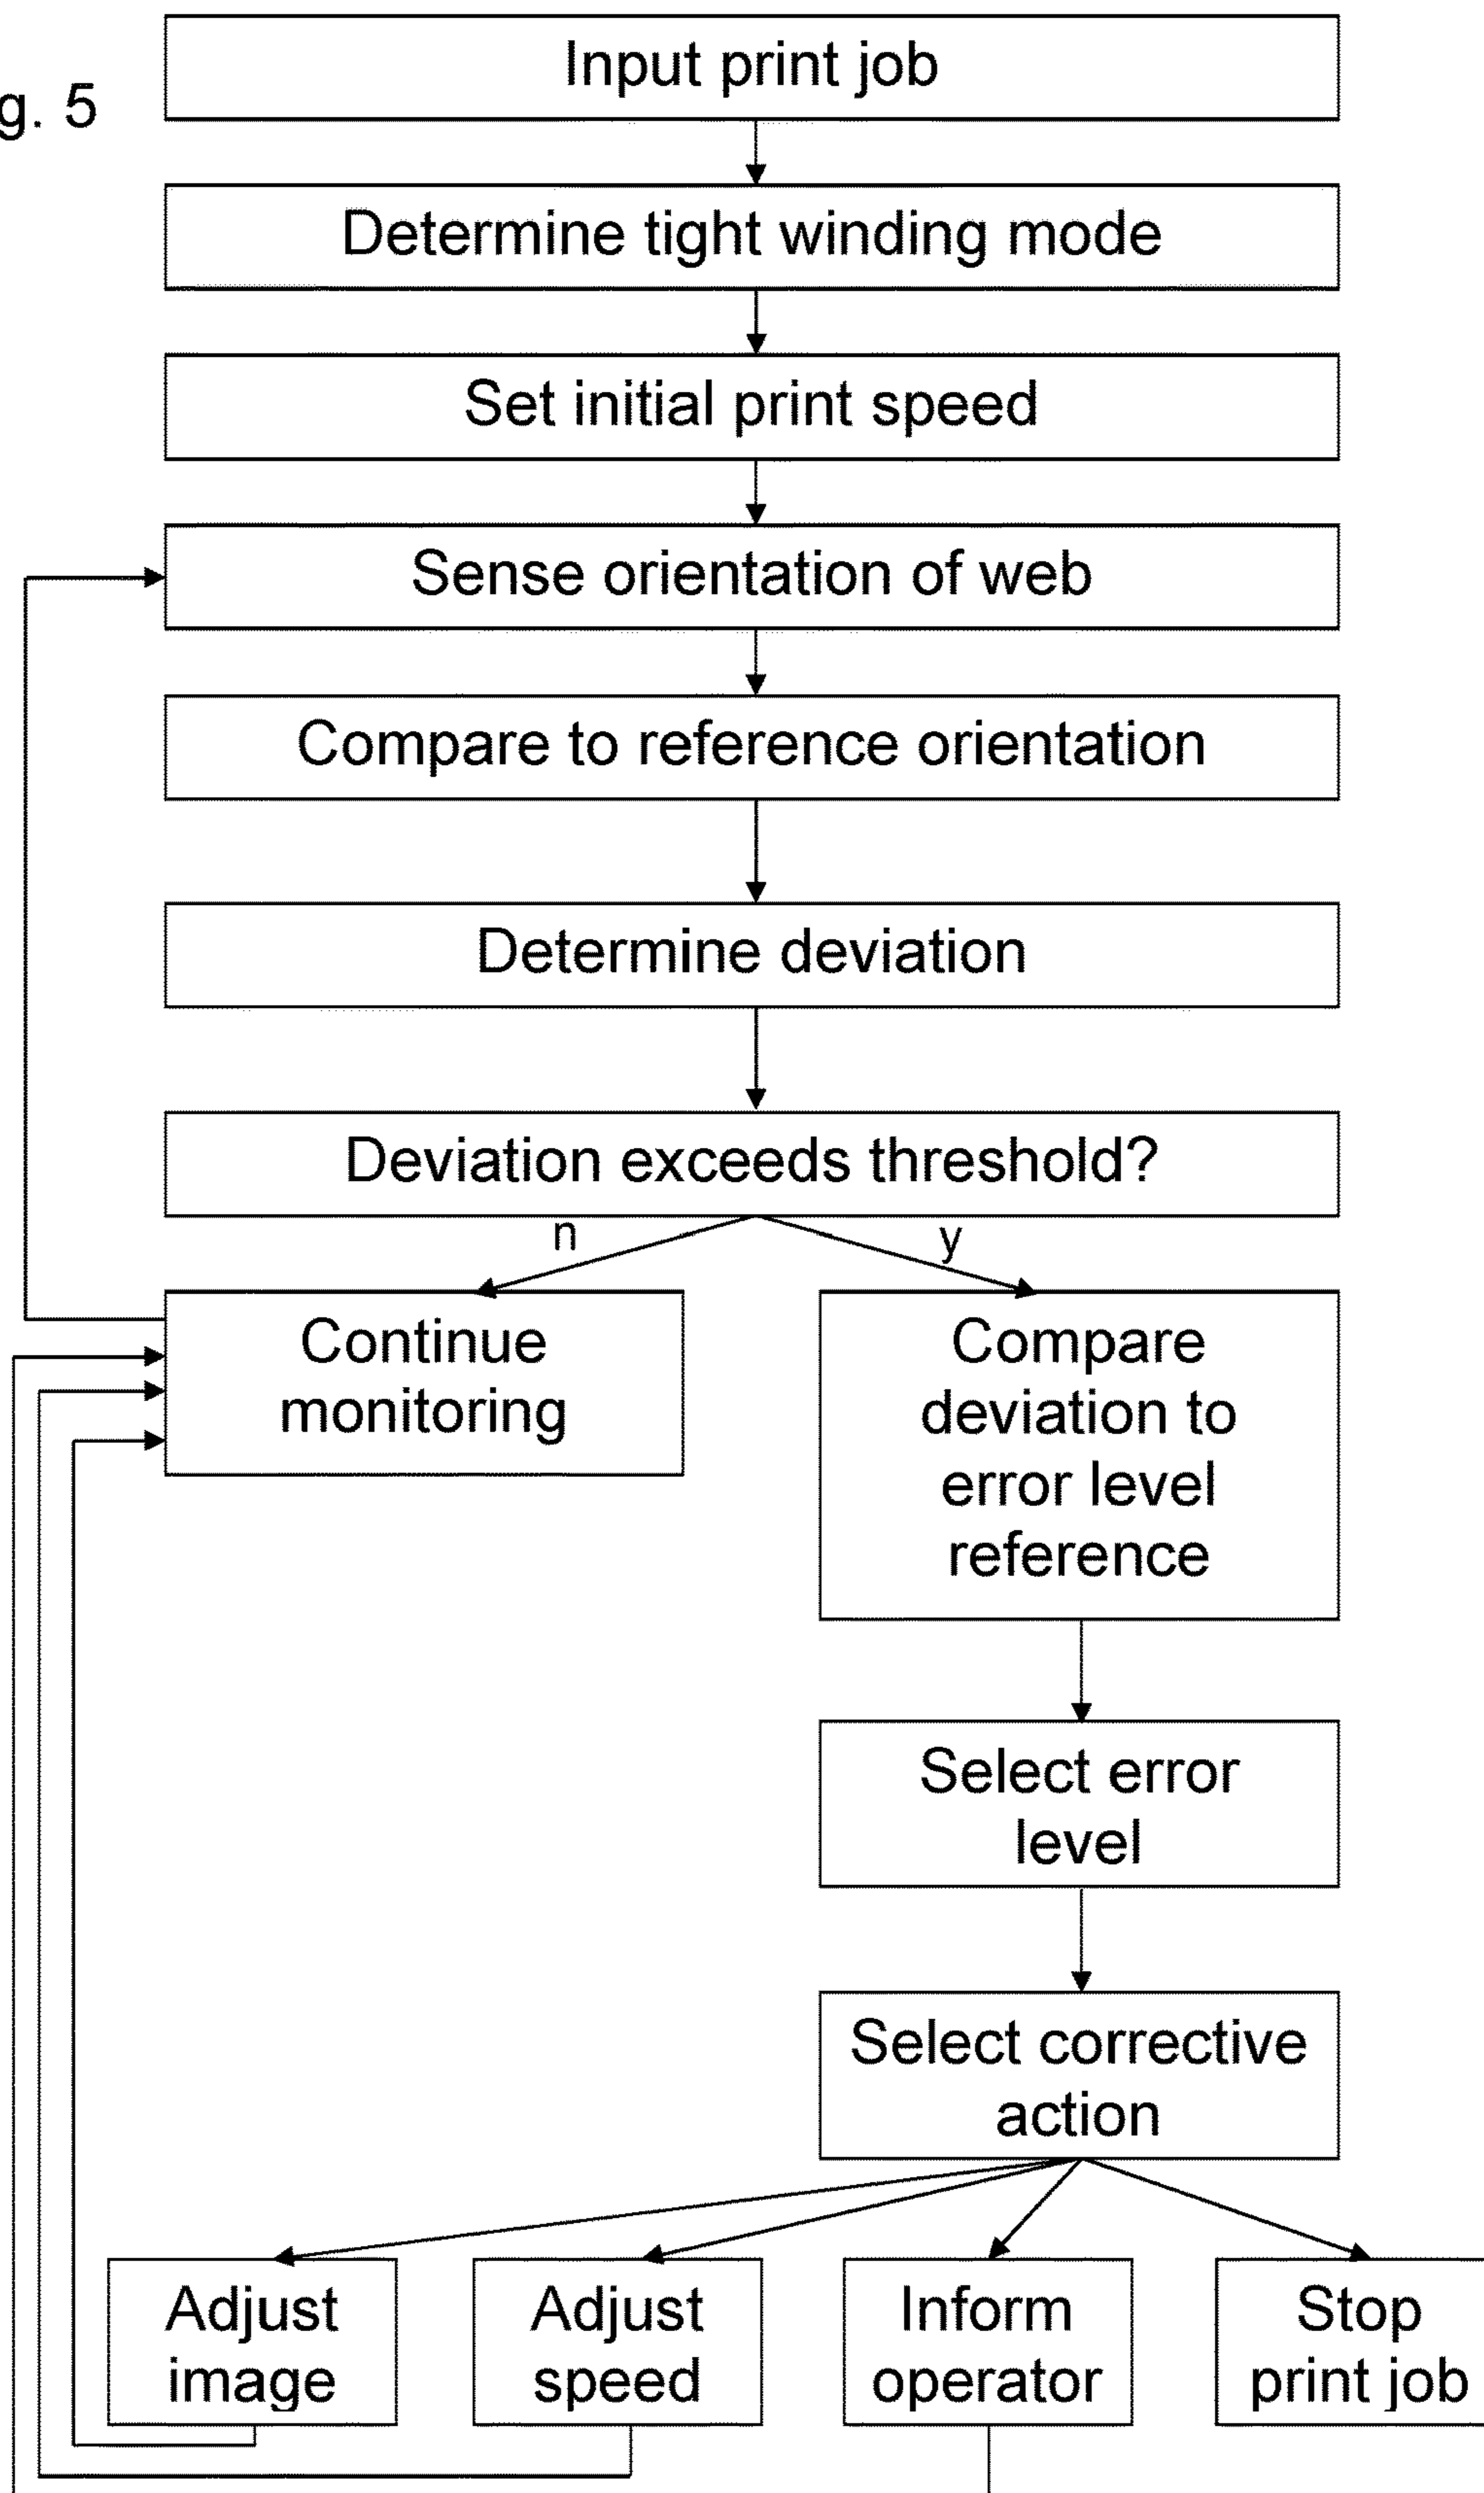 g. 5
Input print job
Determine tight winding mode
Set initial print speed
Sense orientation of web
Compare to reference orientation
Determine deviation
Deviation exceeds threshold?
n
y
Continue
monitoring
Compare
deviation to
error level
reference
Select error
level
Select corrective
action
Adjust
image
Adjust
speed
Inform
operator
Stop
print job